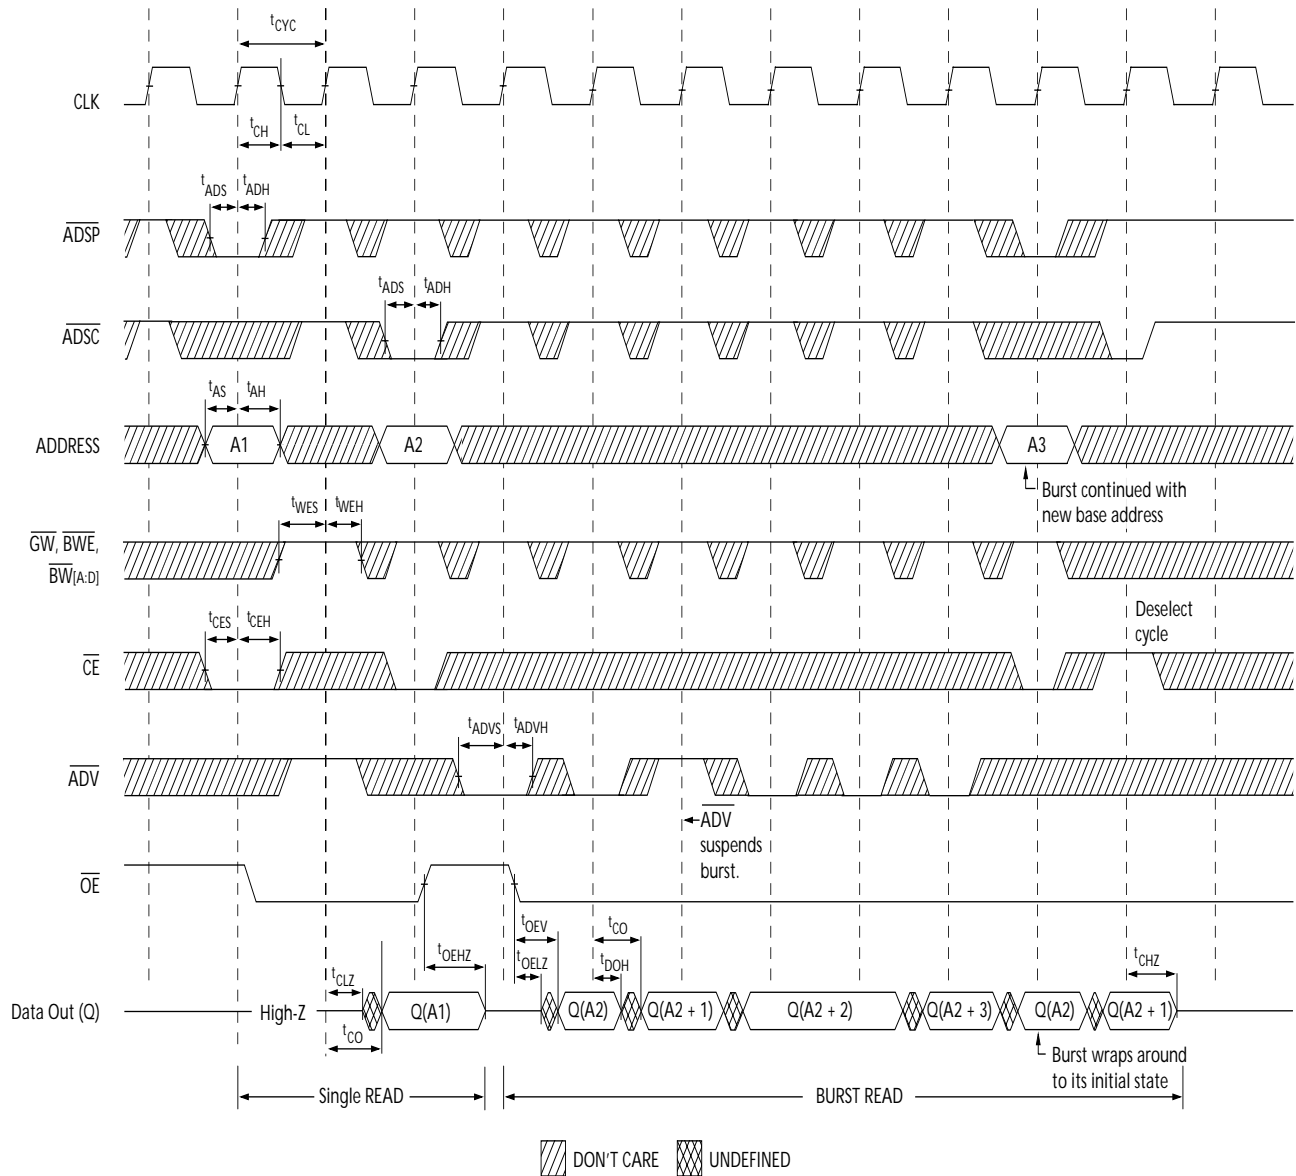 tCYC
CLK
tCH tCL
tADS tADH
ADSP
tADS tADH
ADSC
tAS tAH
ADDRESS A1 A2 A3
Burst continued with
new base address
tWES tWEH
GW, BWE,
BW[A:D]
Deselect
cycle
tCES tCEH
CE
tADVS tADVH
ADV
ADV
suspends
burst.
OE
tOEV tCO
tOEHZ tOELZ tDOH tCHZ
tCLZ
Data Out (Q) High-Z Q(A1) Q(A2) Q(A2 + 1) Q(A2 + 2) Q(A2 + 3) Q(A2) Q(A2 + 1)
tCO
Burst wraps around
to its initial state
Single READ BURST READ
DON'T CARE UNDEFINED